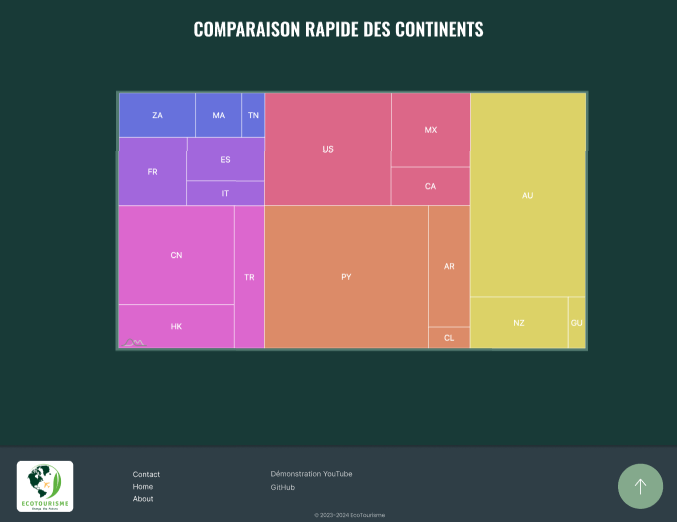 COMPARAISON RAPIDE DES CONTINENTS
ZA
MA
TN
FR
ES
IT
CN
HK
TR
US
MX
CA
PY
AR
CL
AU
NZ
GU
ECOTOURISME
Contact
Home
About
Démonstration YouTube
GitHub
© 2023-2024 EcoTourisme